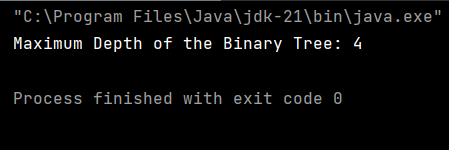 "C:\Program Files\Java\jdk-21\bin\java.exe"
Maximum Depth of the Binary Tree: 4
Process finished with exit code 0